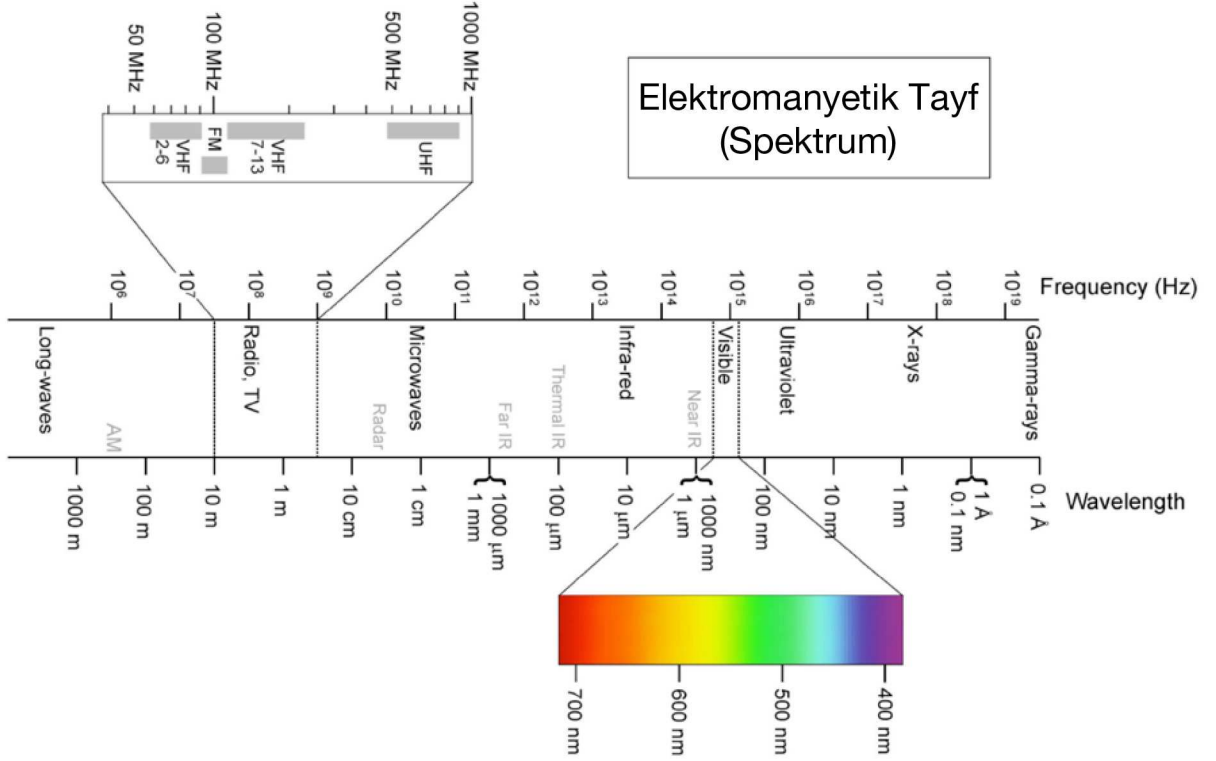 50 MHz
100 MHz
500 MHz
1000 MHz
VHF
2-6
FM
VHF
7-13
UHF
Elektromanyetik Tayf
(Spektrum)
10⁶
10⁷
10⁸
10⁹
10¹⁰
10¹¹
10¹²
10¹³
10¹⁴
10¹⁵
10¹⁶
10¹⁷
10¹⁸
10¹⁹
Frequency (Hz)
Long-waves
Radio, TV
Microwaves
Infra-red
Visible
Ultraviolet
X-rays
Gamma-rays
AM
Radar
Far IR
Thermal IR
Near IR
1000 m
100 m
10 m
1 m
10 cm
1 cm
1000 µm
1 mm
100 µm
10 µm
1000 nm
1 µm
100 nm
10 nm
1 nm
1 Å
0.1 nm
0.1 Å
Wavelength
700 nm
600 nm
500 nm
400 nm